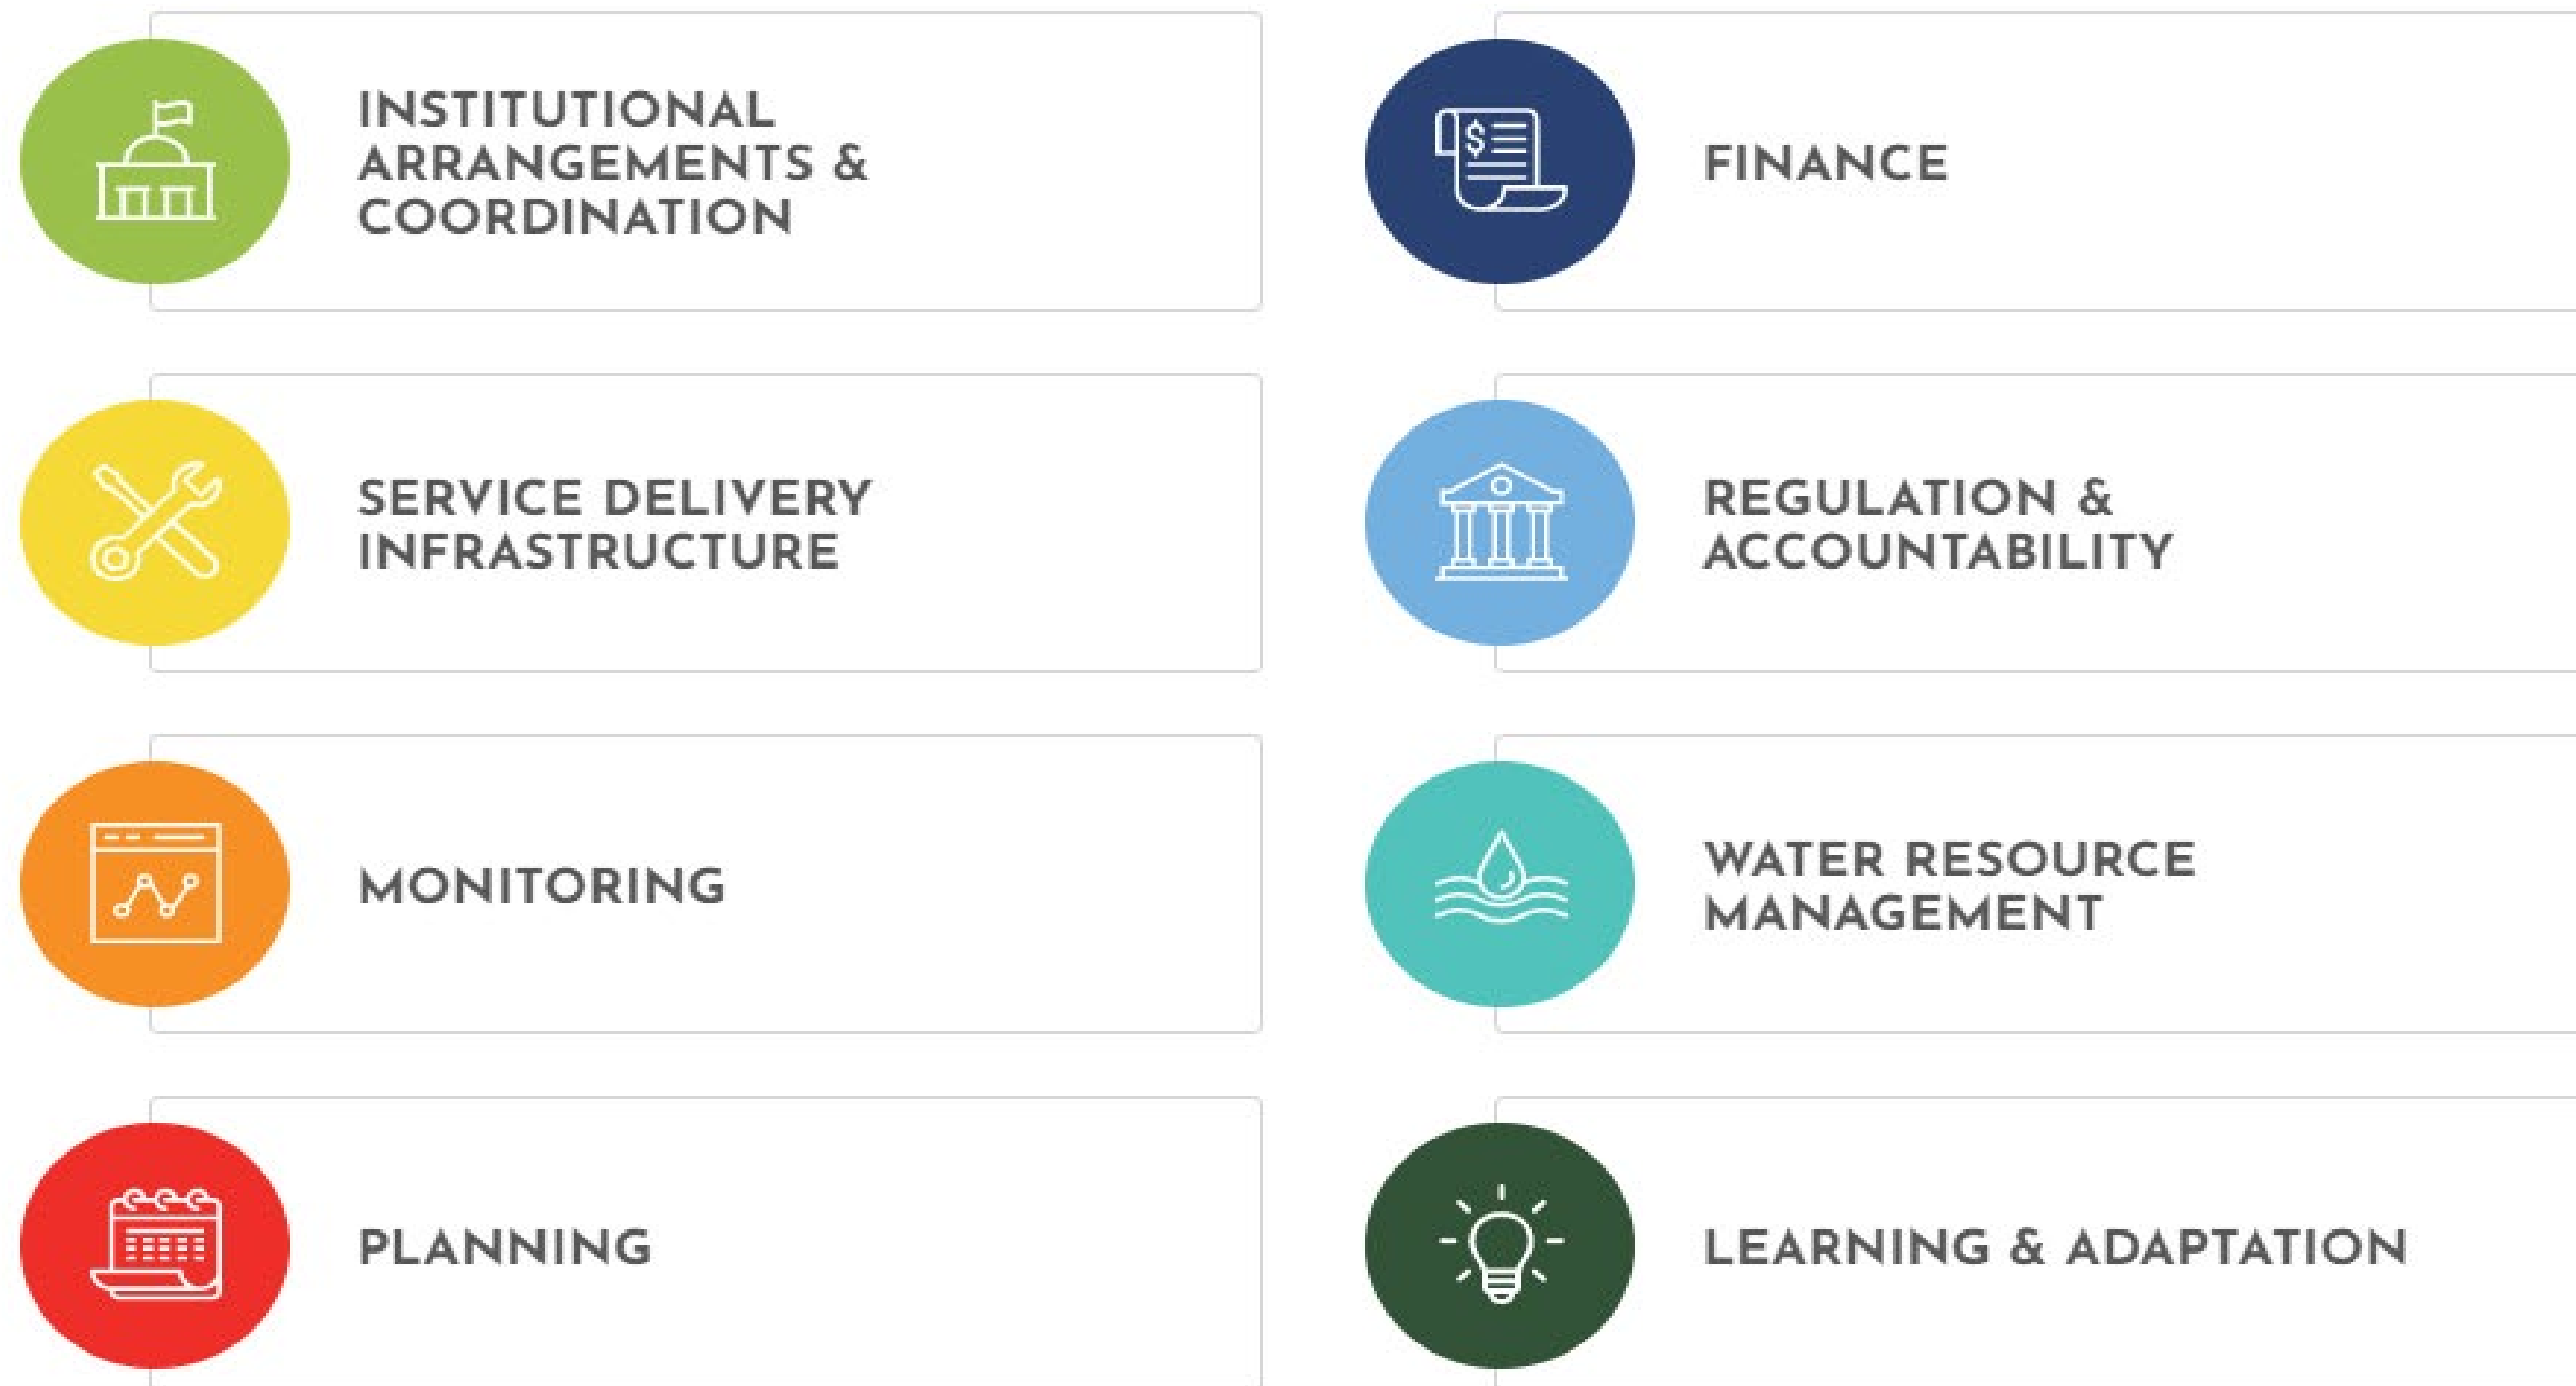 INSTITUTIONAL
ARRANGEMENTS &
COORDINATION
$
FINANCE
SERVICE DELIVERY
INFRASTRUCTURE
REGULATION &
ACCOUNTABILITY
MONITORING
WATER RESOURCE
MANAGEMENT
PLANNING
LEARNING & ADAPTATION